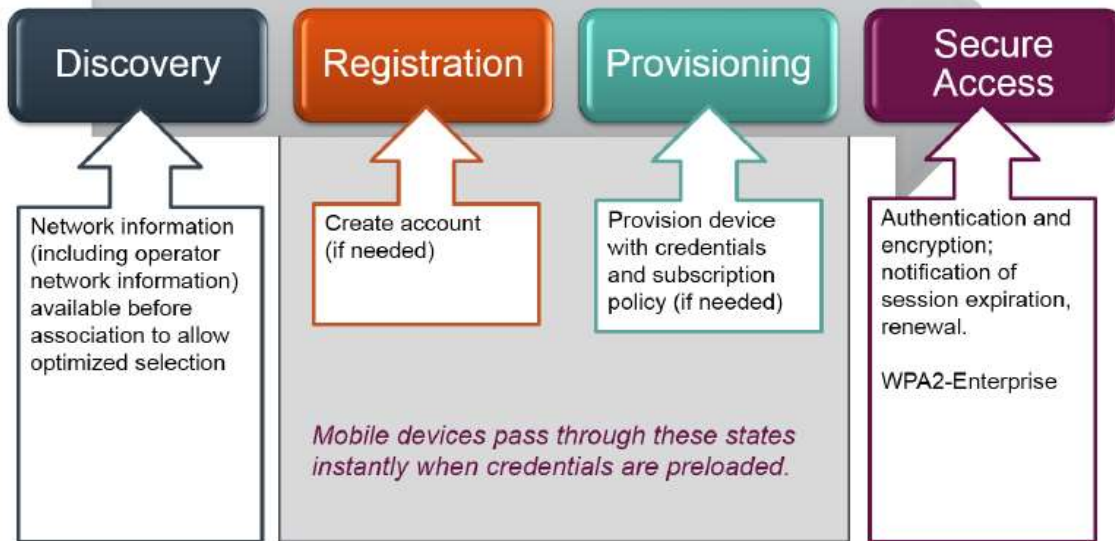 Discovery
Registration
Provisioning
Secure
Access
Network information
(including operator
network information)
available before
association to allow
optimized selection
Create account
(if needed)
Provision device
with credentials
and subscription
policy (if needed)
Authentication and
encryption;
notification of
session expiration,
renewal.
WPA2-Enterprise
Mobile devices pass through these states
instantly when credentials are preloaded.